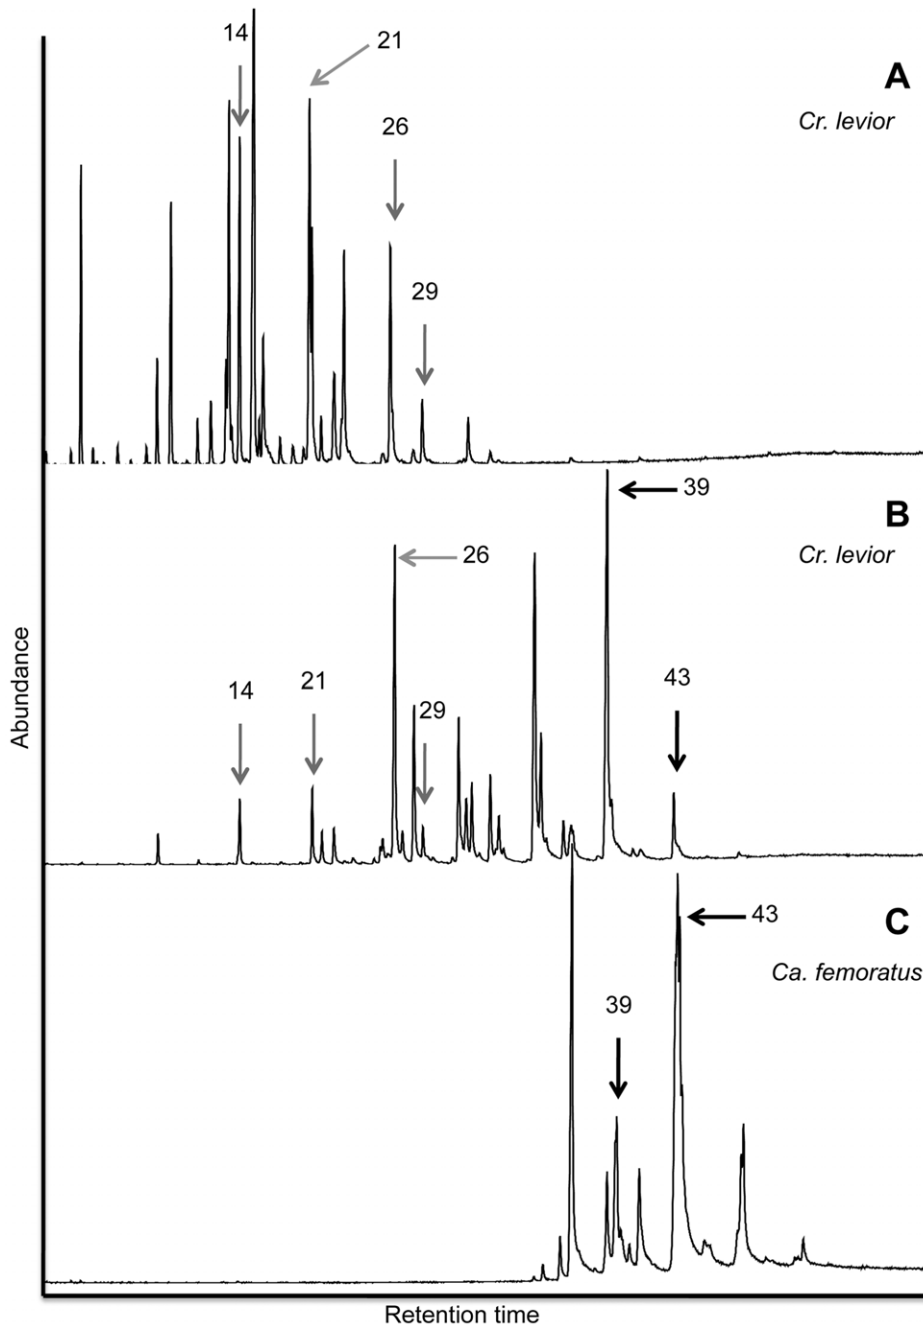 14
21
A
Cr. levior
26
29
39
B
Cr. levior
26
14
21
29
43
43
C
Ca. femoratus
39
Abundance
Retention time